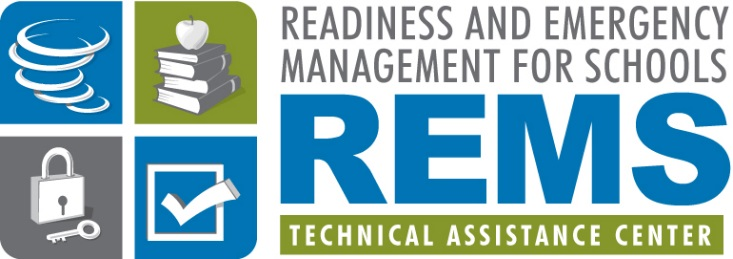 READINESS AND EMERGENCY
MANAGEMENT FOR SCHOOLS
REMS
TECHNICAL ASSISTANCE CENTER